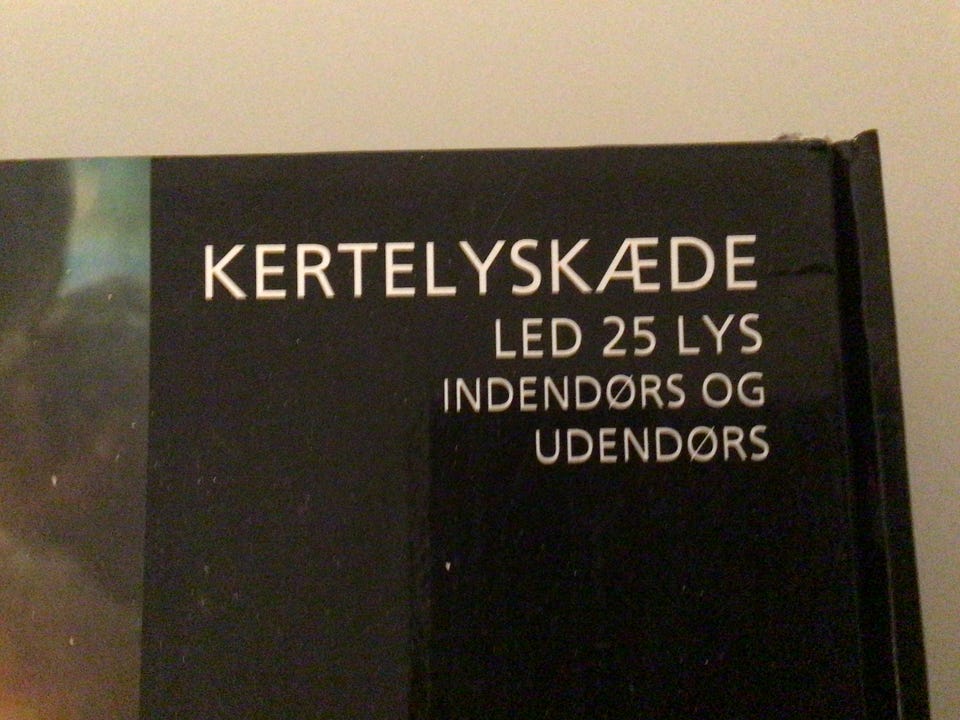 KERTELYSKÆDE
LED 25 LYS
INDENDØRS OG
UDENDØRS